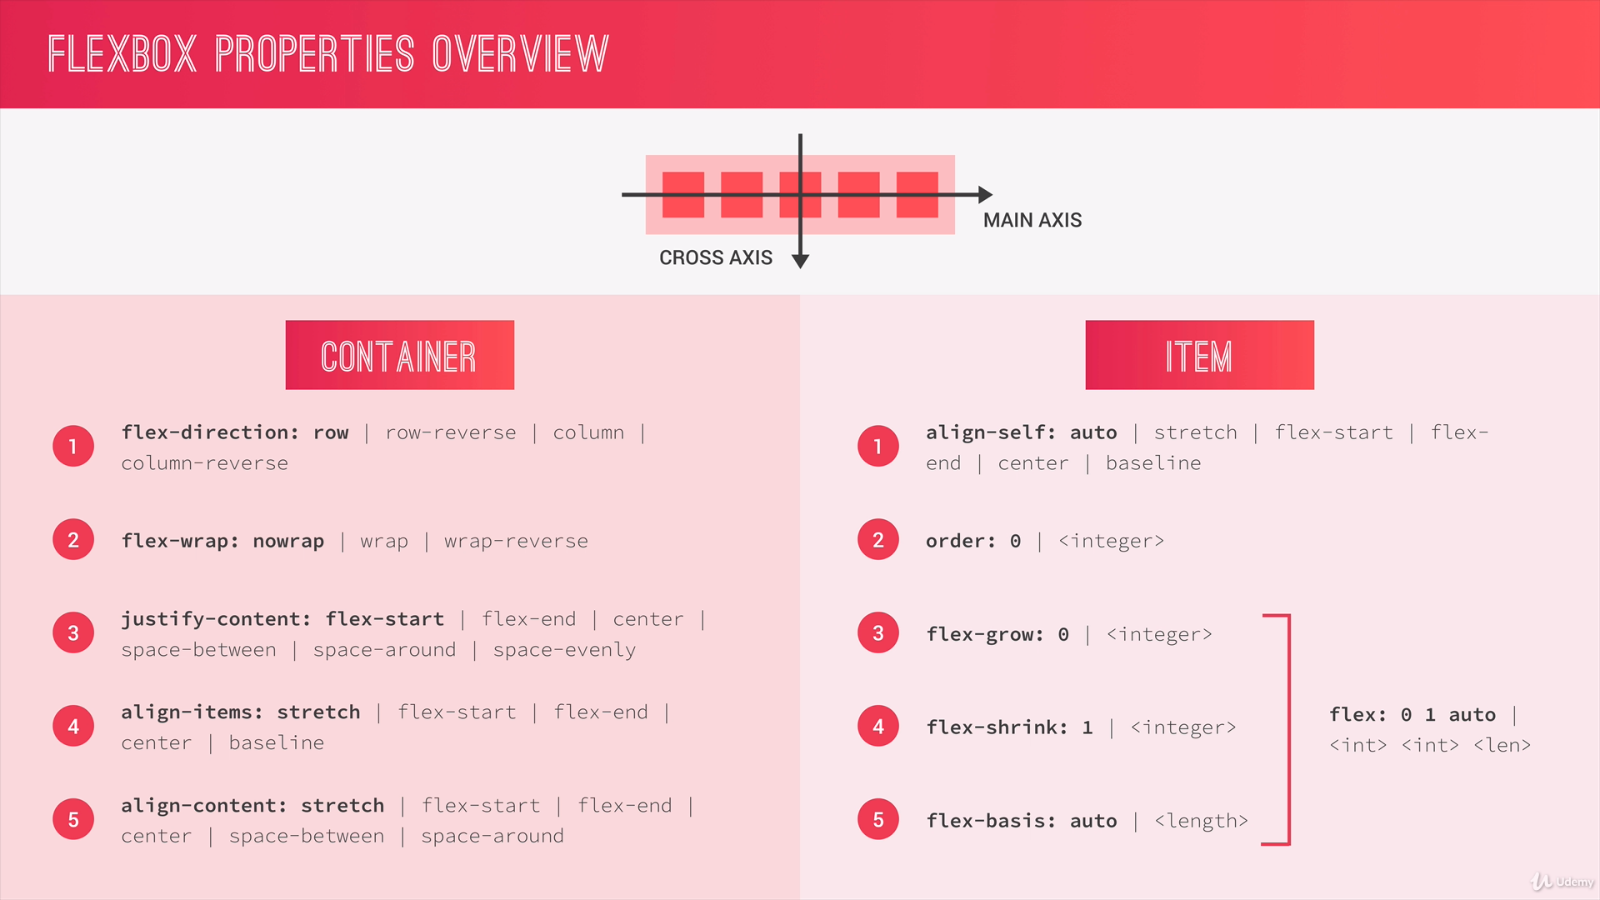 FLEXBOX PROPERTIES OVERVIEW
MAIN AXIS
CROSS AXIS
CONTAINER
1
flex-direction: row | row-reverse | column |
column-reverse
2
flex-wrap: nowrap | wrap | wrap-reverse
3
justify-content: flex-start | flex-end | center |
space-between | space-around | space-evenly
4
align-items: stretch | flex-start | flex-end |
center | baseline
5
align-content: stretch | flex-start | flex-end |
center | space-between | space-around
ITEM
1
align-self: auto | stretch | flex-start | flex-
end | center | baseline
2
order: 0 | <integer>
3
flex-grow: 0 | <integer>
4
flex-shrink: 1 | <integer>
5
flex-basis: auto | <length>
flex: 0 1 auto |
<int> <int> <len>
Udemy